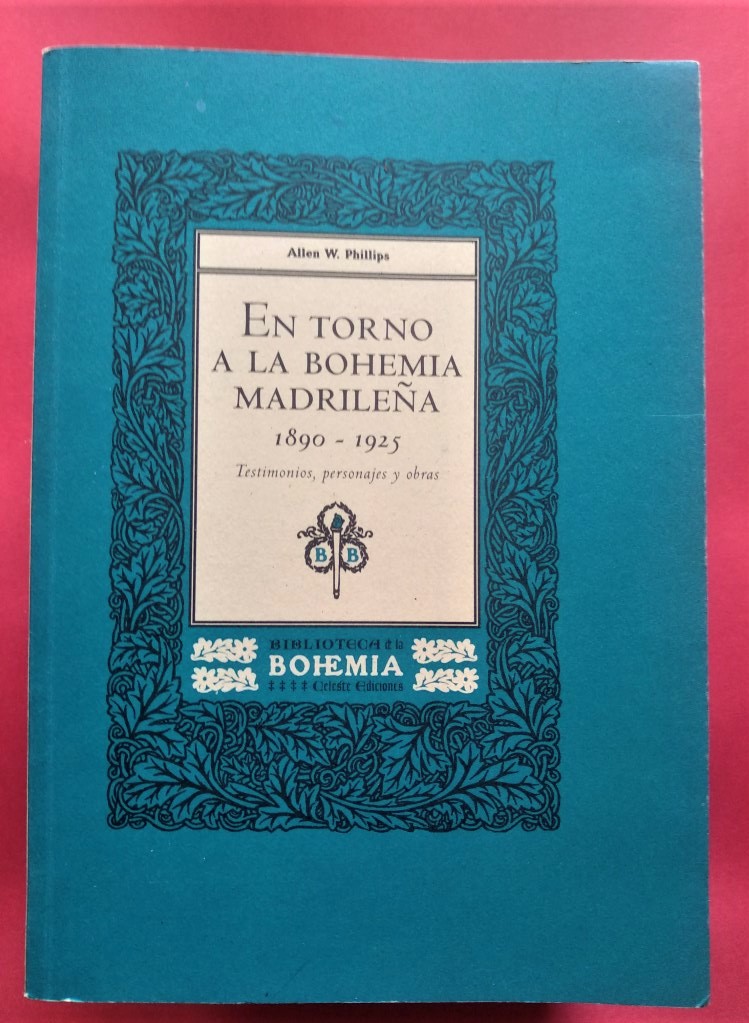 Allen W. Phillips
EN TORNO
A LA BOHEMIA
MADRILEÑA
1890 - 1925
Testimonios, personajes y obras
B B
BIBLIOTECA de la
BOHEMIA
‡ ‡ ‡ ‡ Celeste Ediciones